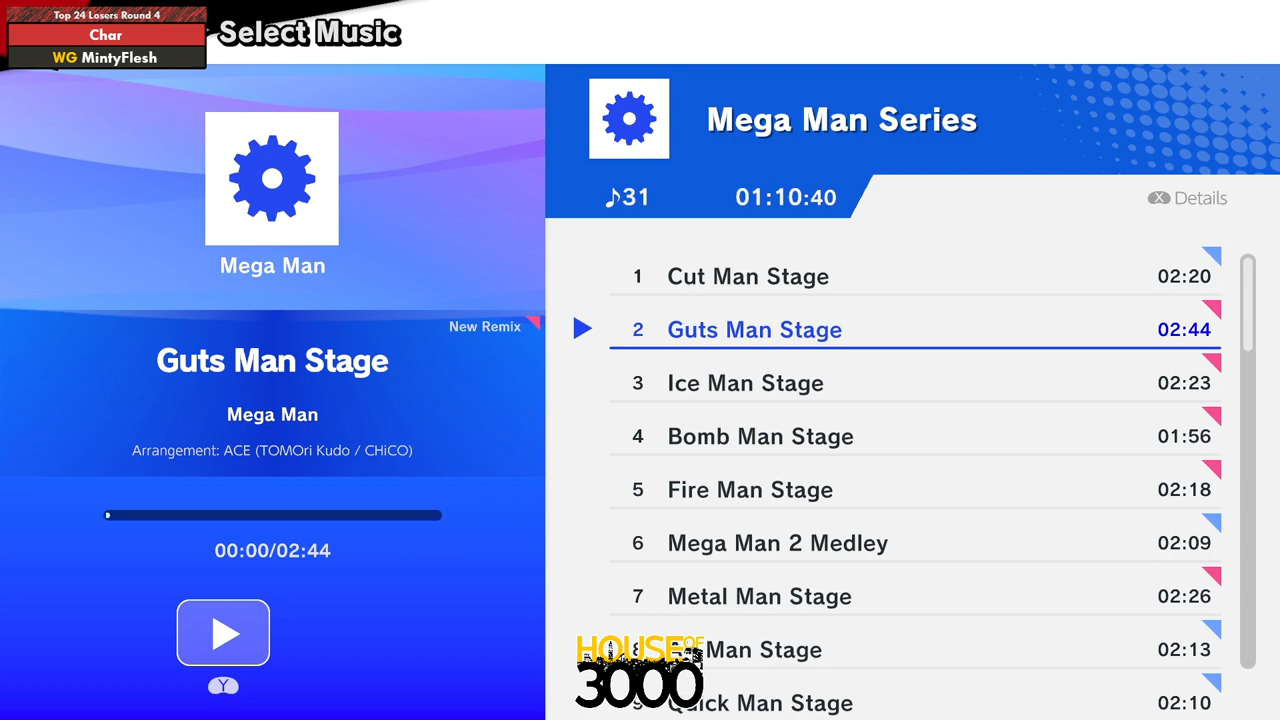 Top 24 Losers Round 4
Char
WG MintyFlesh
Select Music
Mega Man
New Remix
Guts Man Stage
Mega Man
Arrangement: ACE (TOMOri Kudo / CHiCO)
00:00/02:44
Y
Mega Man Series
♪31 01:10:40
X Details
1 Cut Man Stage 02:20
2 Guts Man Stage 02:44
3 Ice Man Stage 02:23
4 Bomb Man Stage 01:56
5 Fire Man Stage 02:18
6 Mega Man 2 Medley 02:09
7 Metal Man Stage 02:26
8 Man Stage 02:13
9 Quick Man Stage 02:10
HOUSE OF
3000